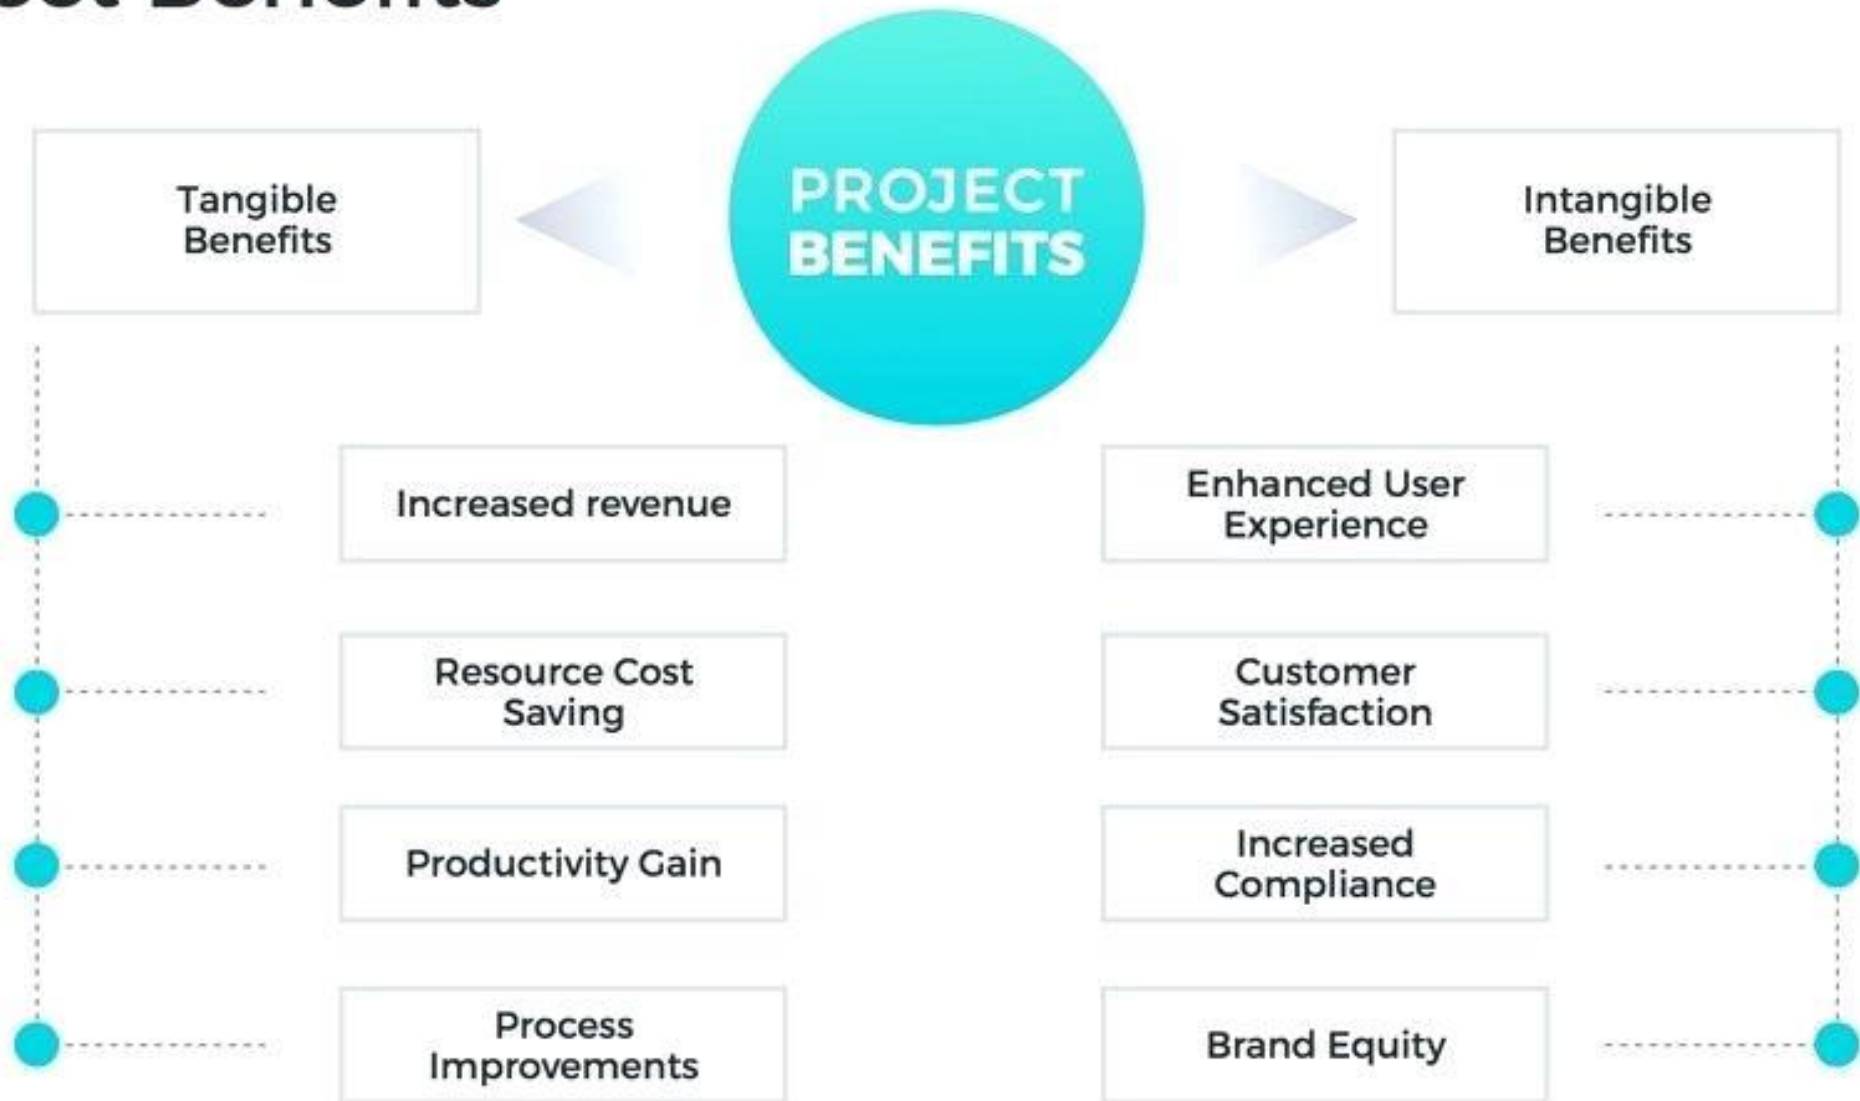 Benefits
PROJECT
BENEFITS
Tangible
Benefits
Intangible
Benefits
Increased revenue
Enhanced User
Experience
Resource Cost
Saving
Customer
Satisfaction
Productivity Gain
Increased
Compliance
Process
Improvements
Brand Equity